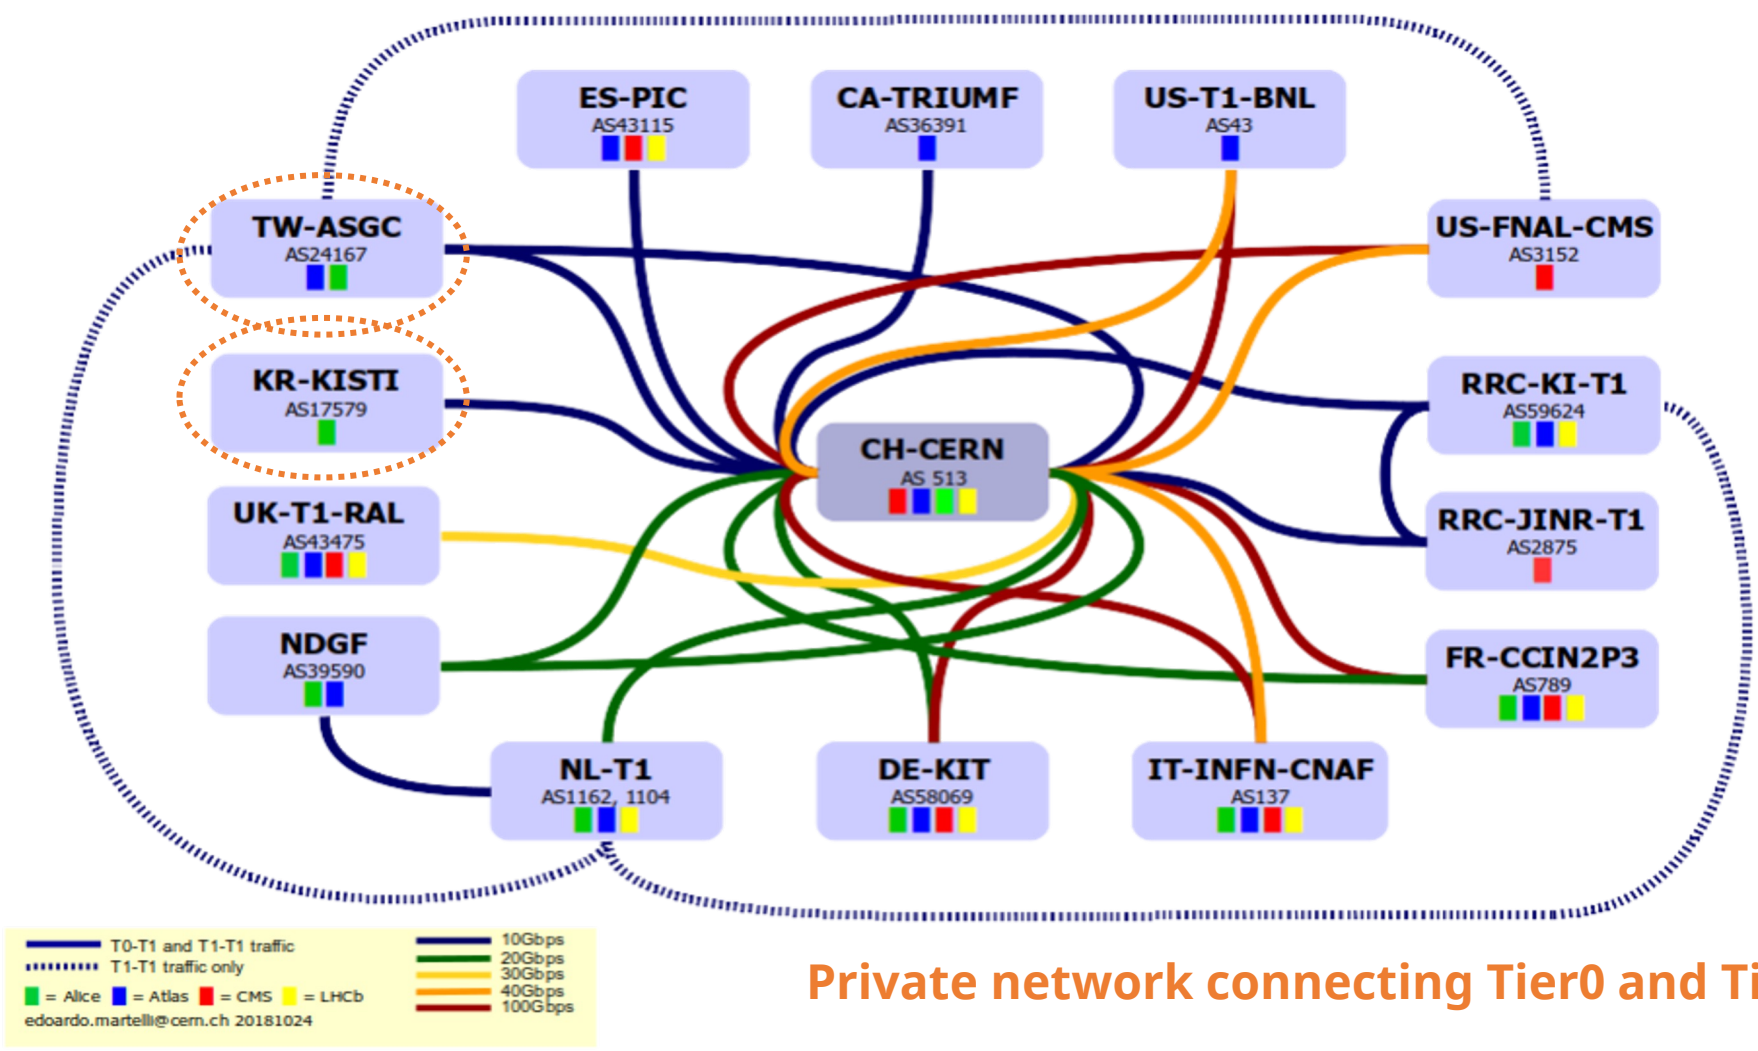 ES-PIC
AS43115
CA-TRIUMF
AS36391
US-T1-BNL
AS43
TW-ASGC
AS24167
US-FNAL-CMS
AS3152
KR-KISTI
AS17579
RRC-KI-T1
AS59624
CH-CERN
AS 513
UK-T1-RAL
AS43475
RRC-JINR-T1
AS2875
NDGF
AS39590
FR-CCIN2P3
AS789
NL-T1
AS1162, 1104
DE-KIT
AS58069
IT-INFN-CNAF
AS137
T0-T1 and T1-T1 traffic
T1-T1 traffic only
= Alice = Atlas = CMS = LHCb
edoardo.martelli@cern.ch 20181024
10Gbps
20Gbps
30Gbps
40Gbps
100Gbps
Private network connecting Tier0 and Ti